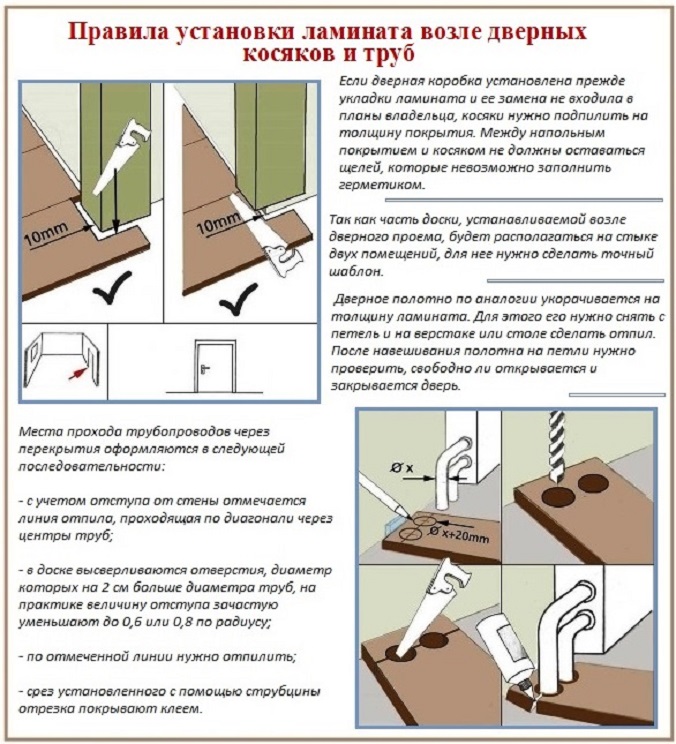 Правила установки ламината возле дверных
косяков и труб
Если дверная коробка установлена прежде
укладки ламината и ее замена не входила в
планы владельца, косяки нужно подпилить на
толщину покрытия. Между напольным
покрытием и косяком не должны оставаться
щелей, которые невозможно заполнить
герметиком.
10mm
10mm
Так как часть доски, устанавливаемой возле
дверного проема, будет располагаться на стыке
двух помещений, для нее нужно сделать точный
шаблон.
Дверное полотно по аналогии укорачивается на
толщину ламината. Для этого его нужно снять с
петель и на верстаке или столе сделать отпил.
После навешивания полотна на петли нужно
проверить, свободно ли открывается и
закрывается дверь.
Места прохода трубопроводов через
перекрытия оформляются в следующей
последовательности:
- с учетом отступа от стены отмечается
линия отпила, проходящая по диагонали через
центры труб;
- в доске высверливаются отверстия, диаметр
которых на 2 см больше диаметра труб, на
практике величину отступа зачастую
уменьшают до 0,6 или 0,8 по радиусу;
- по отмеченной линии нужно отпилить;
- срез установленного с помощью струбцины
отрезка покрывают клеем.
Ø x
Ø x+20mm